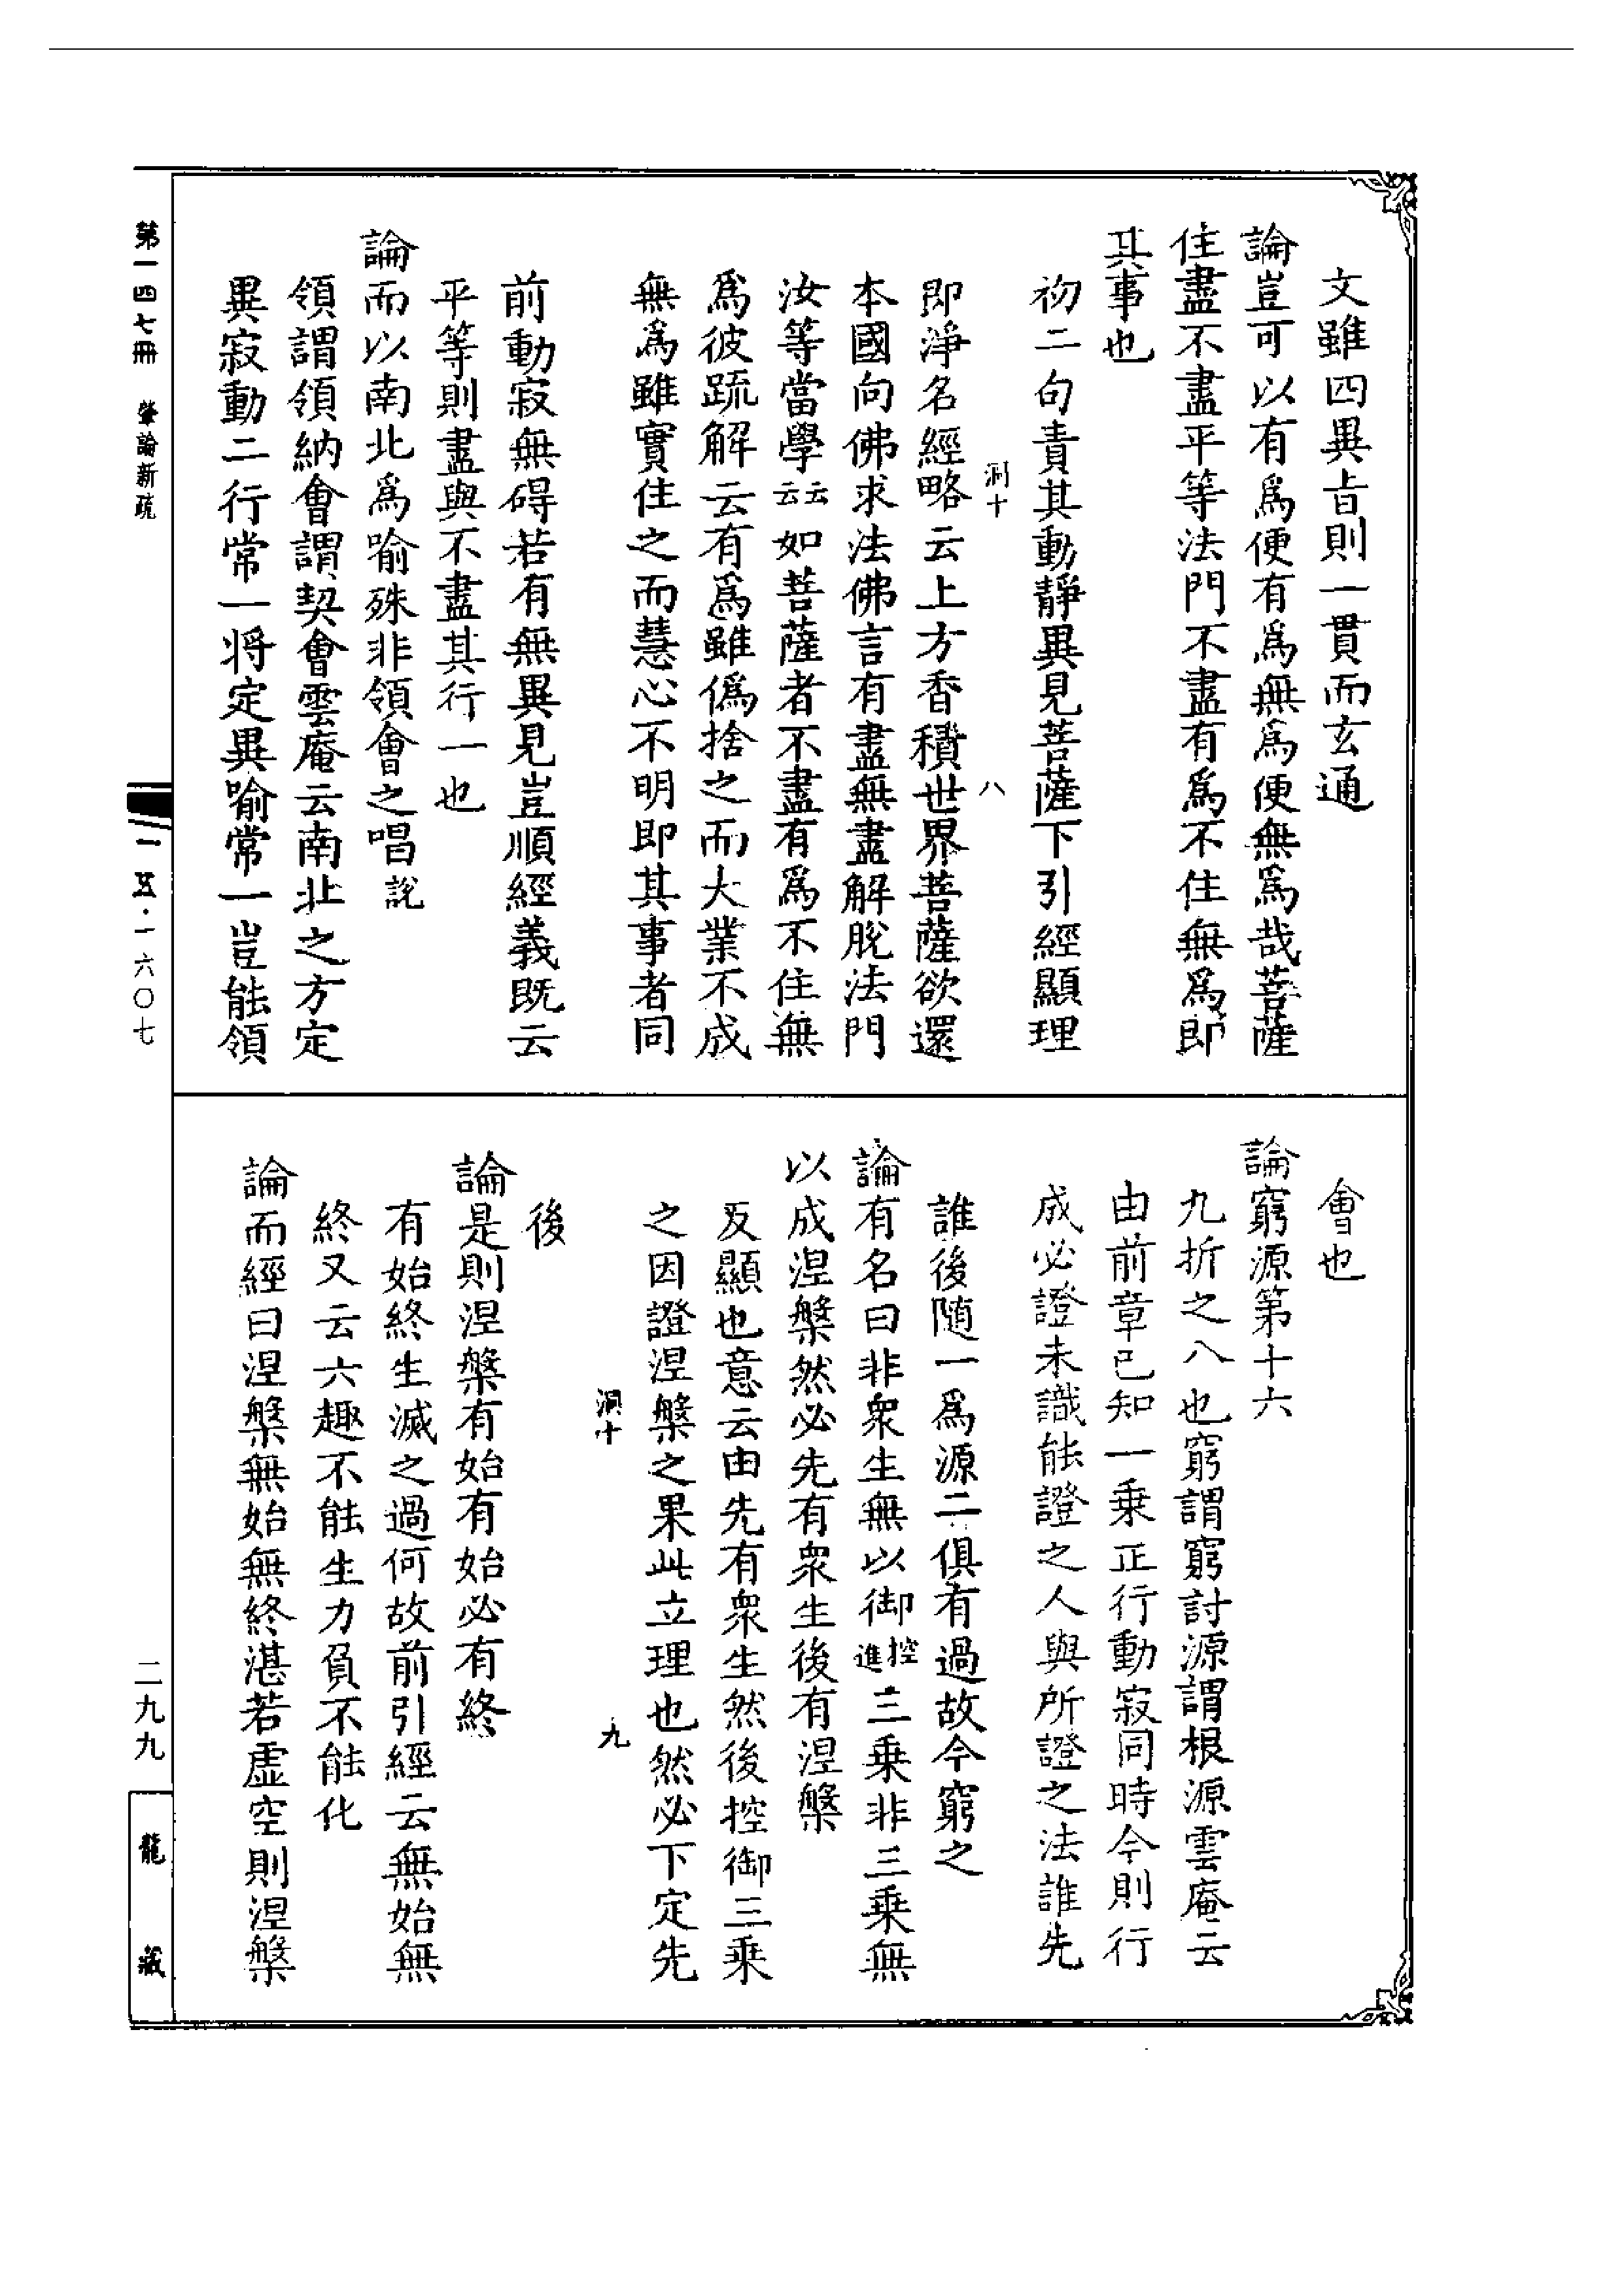 文雖四異旨則一貫而玄通
論豈可以有為便有為無為便無為哉菩薩
住盡不盡平等法門不盡有為不住無為即
其事也
初二句責其動靜異見菩薩下引經顯理
洞十
八
即淨名經略云上方香積世界菩薩欲還
本國向佛求法佛言有盡無盡解脫法門
汝等當學云云如菩薩者不盡有為不住無
為彼䟽解云有為雖偽捨之而大業不成
無為雖實住之而慧心不明即其事者同
前動寂無碍若有無異見豈順經義既云
平等則盡與不盡其行一也
論而以南北為喻殊非領會之唱說
領謂領納會謂契會雲庵云南北之方定
異寂動二行常一將定異喻常一豈能領
會也
論窮源第十六
九折之八也窮謂窮討源謂根源雲庵云
由前章已知一乗正行動寂同時今則行
成必證未識能證之人與所證之法誰先
誰後随一為源二俱有過故今窮之
論有名曰非衆生無以御控進三乗非三乗無
以成涅槃然必先有衆生後有涅槃
反顯也意云由先有衆生然後控御三乗
之因證涅槃之果此立理也然必下定先
洞十
九
後
論是則涅槃有始有始必有終
有始終生滅之過何故前引經云無始無
終又云六趣不能生力負不能化
論而經曰涅槃無始無終湛若虛空則涅槃
第一四七冊 肇論新疏
一一五·一六〇七
二九九
龍藏